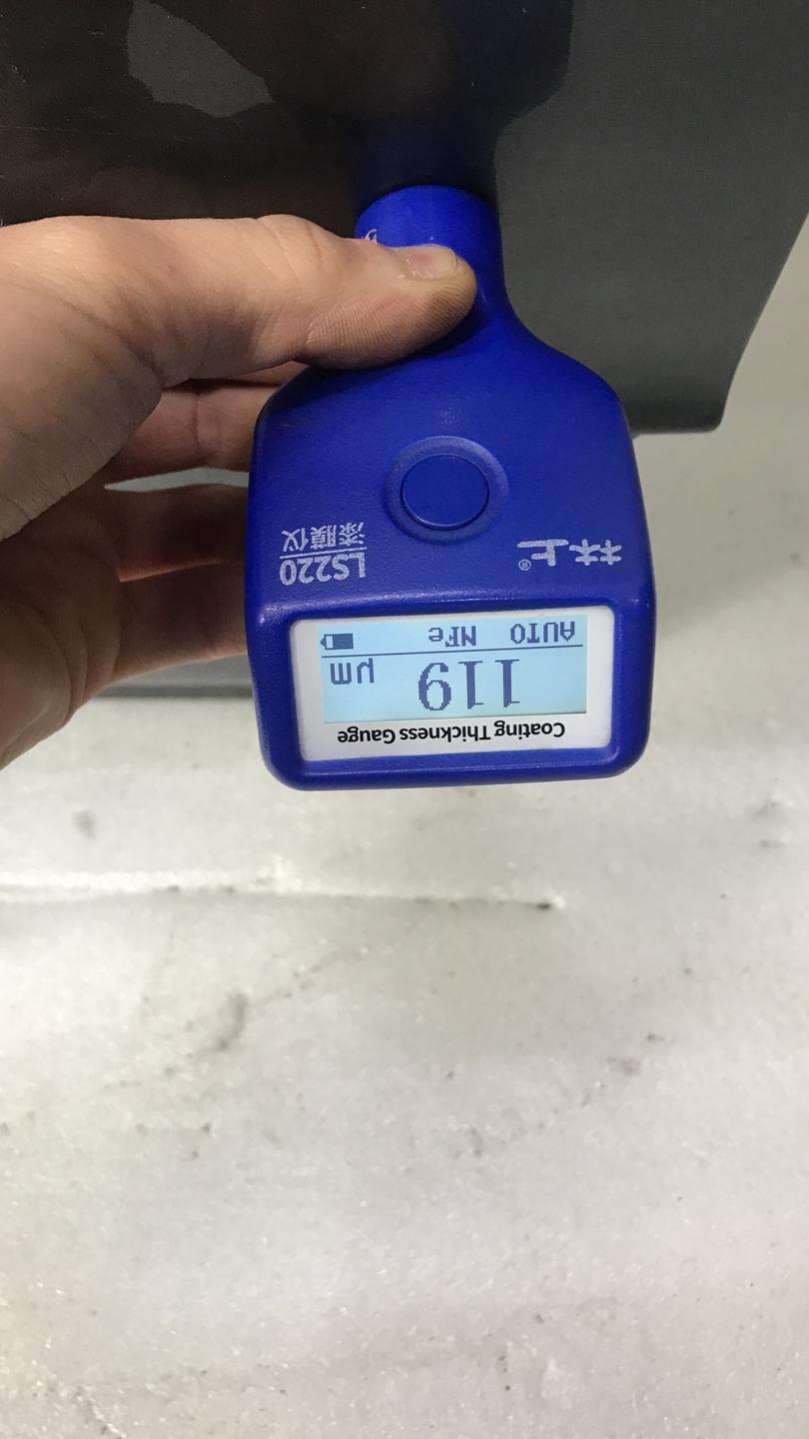 Coating Thickness Gauge
119 μm
AUTO NFe
林上®
LS220
漆膜仪